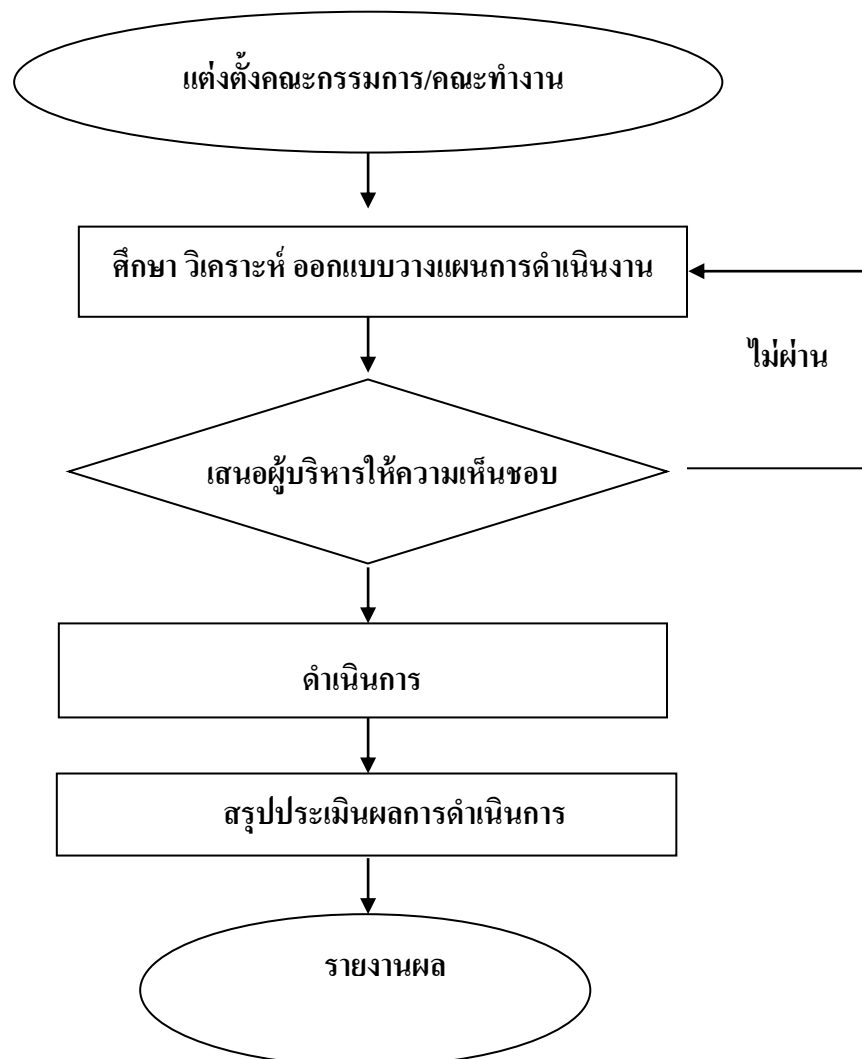 แต่งตั้งคณะกรรมการ/คณะทำงาน
ศึกษา วิเคราะห์ ออกแบบวางแผนการดำเนินงาน
ไม่ผ่าน
เสนอผู้บริหารให้ความเห็นชอบ
ดำเนินการ
สรุปประเมินผลการดำเนินการ
รายงานผล